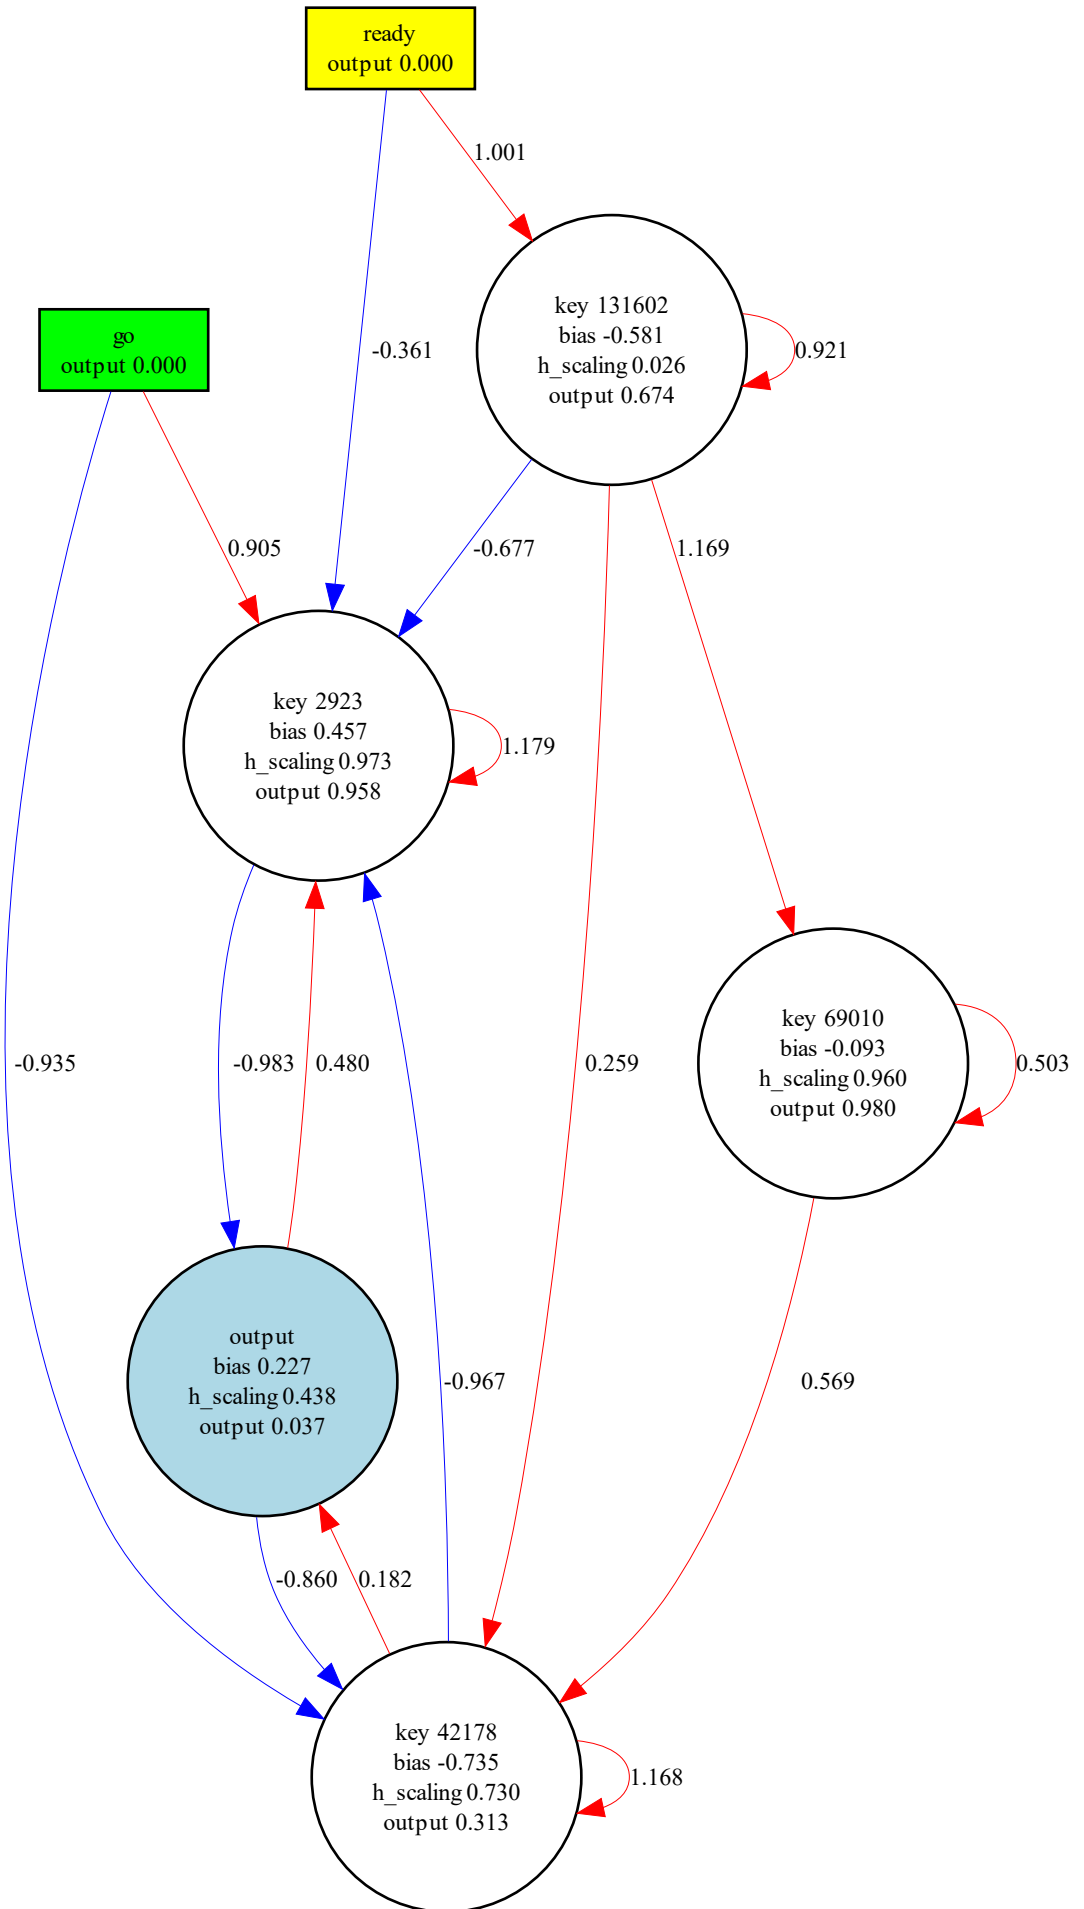 ready
output 0.000
1.001
key 131602
bias -0.581
h_scaling 0.026
output 0.674
0.921
go
output 0.000
-0.361
0.905
-0.677
1.169
key 2923
bias 0.457
h_scaling 0.973
output 0.958
1.179
key 69010
bias -0.093
h_scaling 0.960
output 0.980
0.503
-0.935
-0.983
0.480
0.259
output
bias 0.227
h_scaling 0.438
output 0.037
-0.967
0.569
-0.860
0.182
key 42178
bias -0.735
h_scaling 0.730
output 0.313
1.168